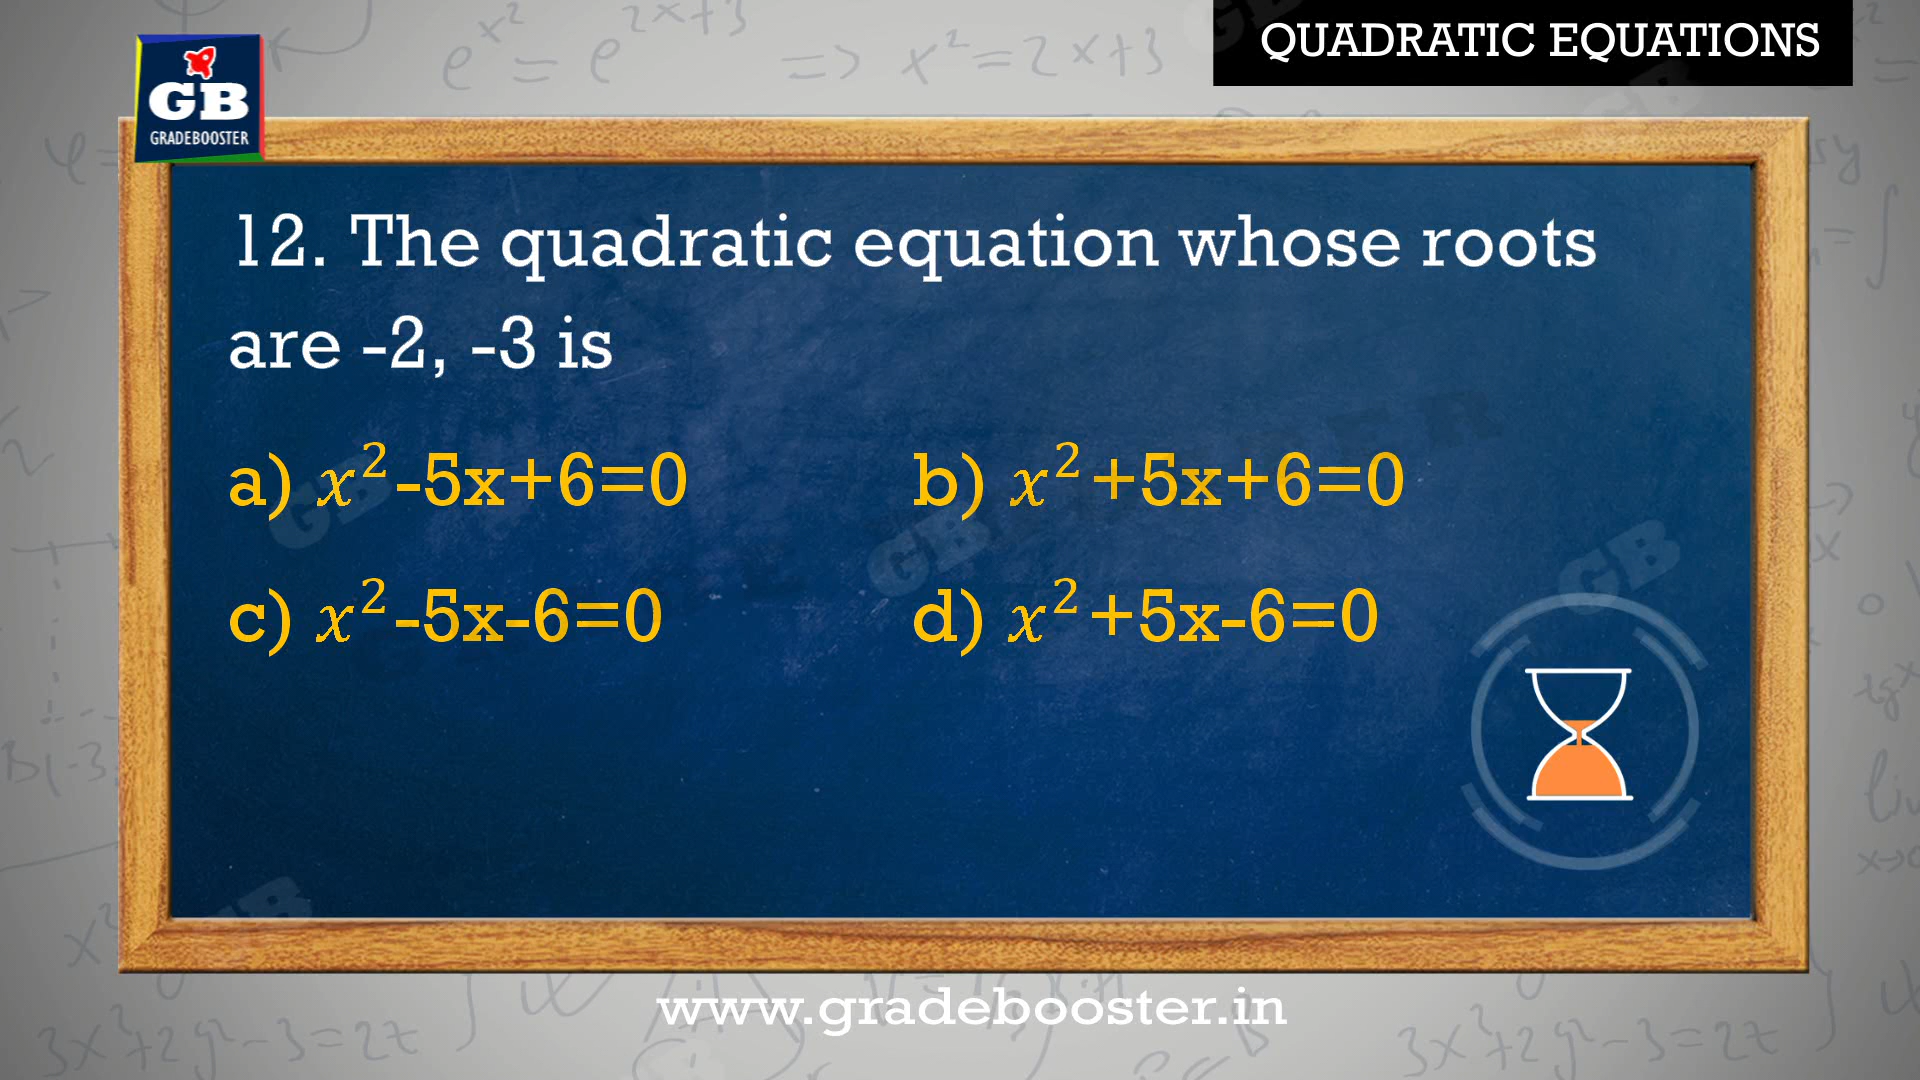 QUADRATIC EQUATIONS
GB
GRADEBOOSTER
12. The quadratic equation whose roots
are -2, -3 is
a) x²-5x+6=0 b) x²+5x+6=0
c) x²-5x-6=0 d) x²+5x-6=0
www.gradebooster.in